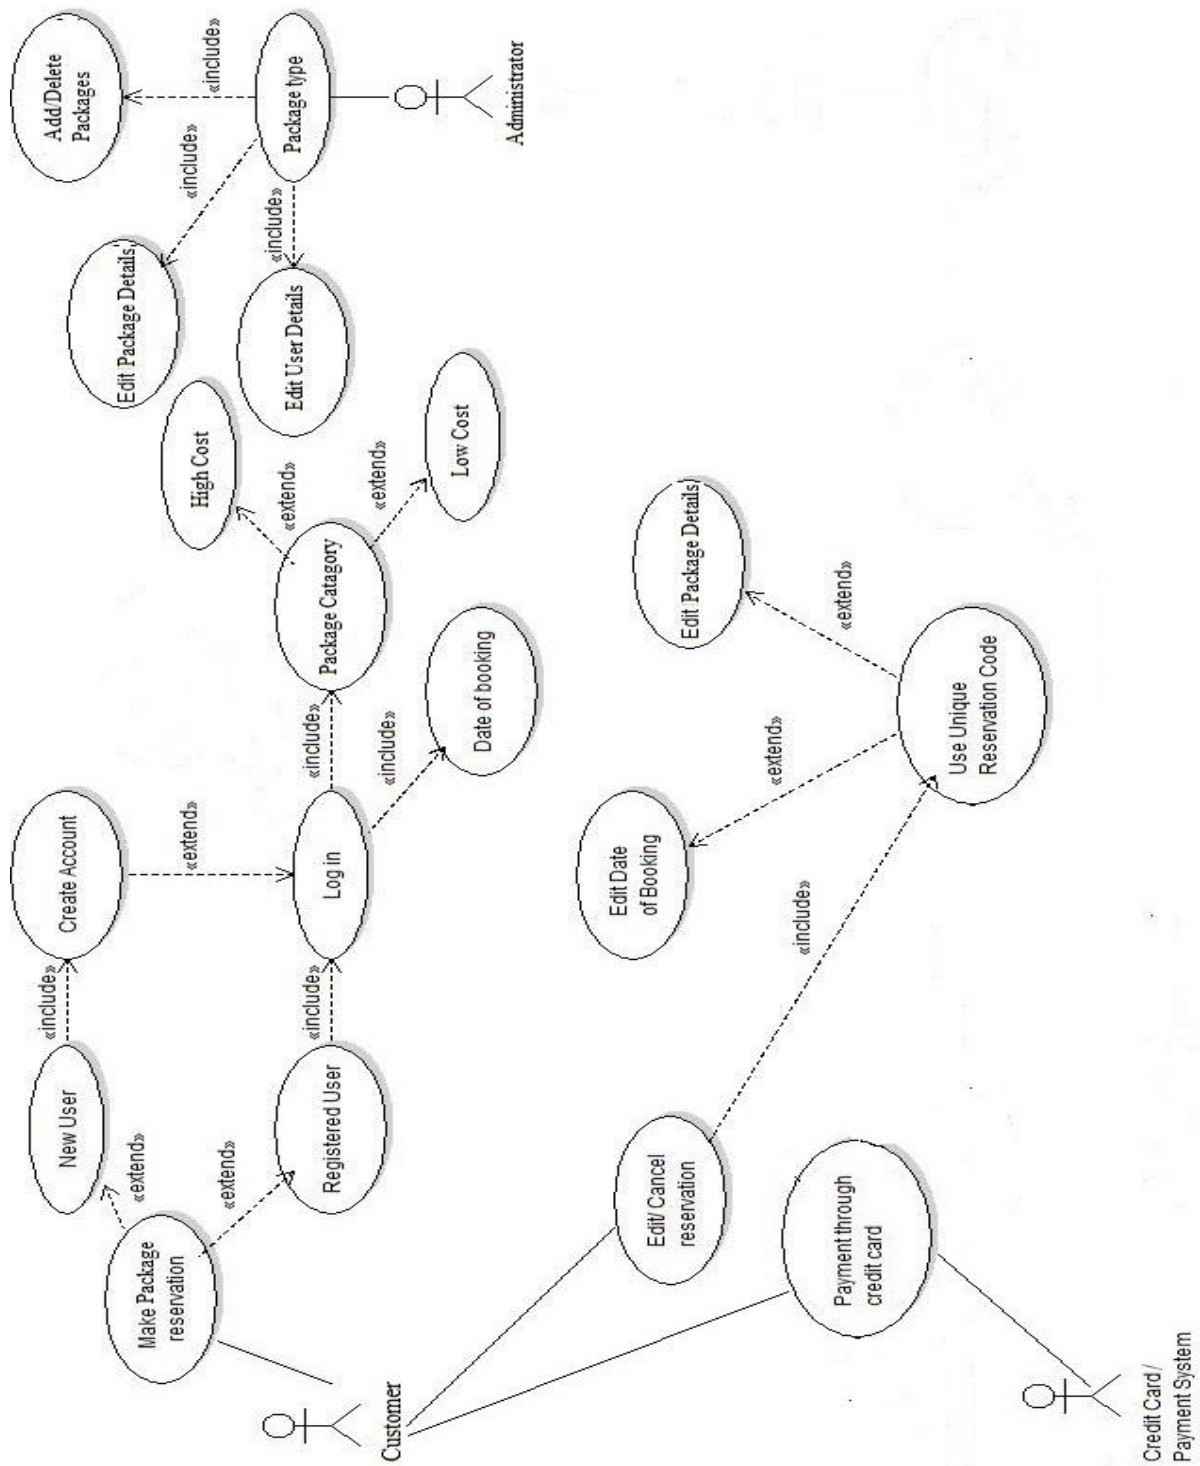 Customer
Make Package
reservation
«extend»
«extend»
New User
Registered User
«include»
«include»
Create Account
«extend»
Login
«include»
«include»
Package Catagory
Date of booking
«extend»
«extend»
High Cost
Low Cost
Edit Package Details
Edit User Details
«include»
«include»
«include»
Add/Delete
Packages
Package type
Administrator
Edit/ Cancel
reservation
«include»
Use Unique
Reservation Code
«extend»
«extend»
Edit Date
of Booking
Edit Package Details
Payment through
credit card
Credit Card/
Payment System